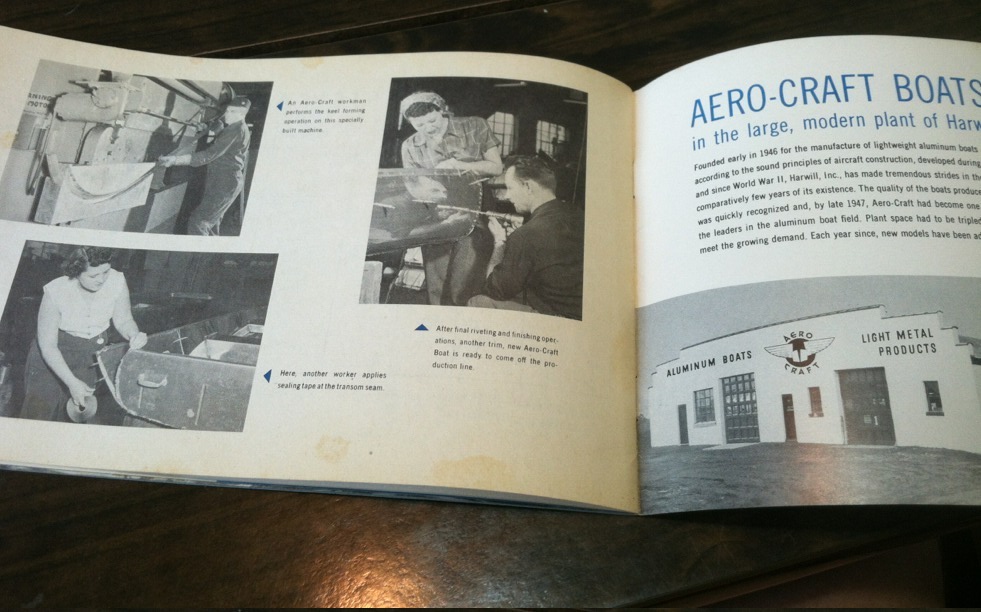 An Aero-Craft workman
performs the keel forming
operation on this specially
built machine.
Here, another worker applies
sealing tape at the transom seam.
After final riveting and finishing oper-
ations, another trim, new Aero-Craft
Boat is ready to come off the pro-
duction line.
AERO-CRAFT BOATS
in the large, modern plant of Harw
Founded early in 1946 for the manufacture of lightweight aluminum boats
according to the sound principles of aircraft construction, developed during
and since World War II, Harwill, Inc., has made tremendous strides in the
comparatively few years of its existence. The quality of the boats produce
was quickly recognized and, by late 1947, Aero-Craft had become one
the leaders in the aluminum boat field. Plant space had to be tripled
meet the growing demand. Each year since, new models have been ad
ALUMINUM BOATS
AERO
CRAFT
LIGHT METAL
PRODUCTS